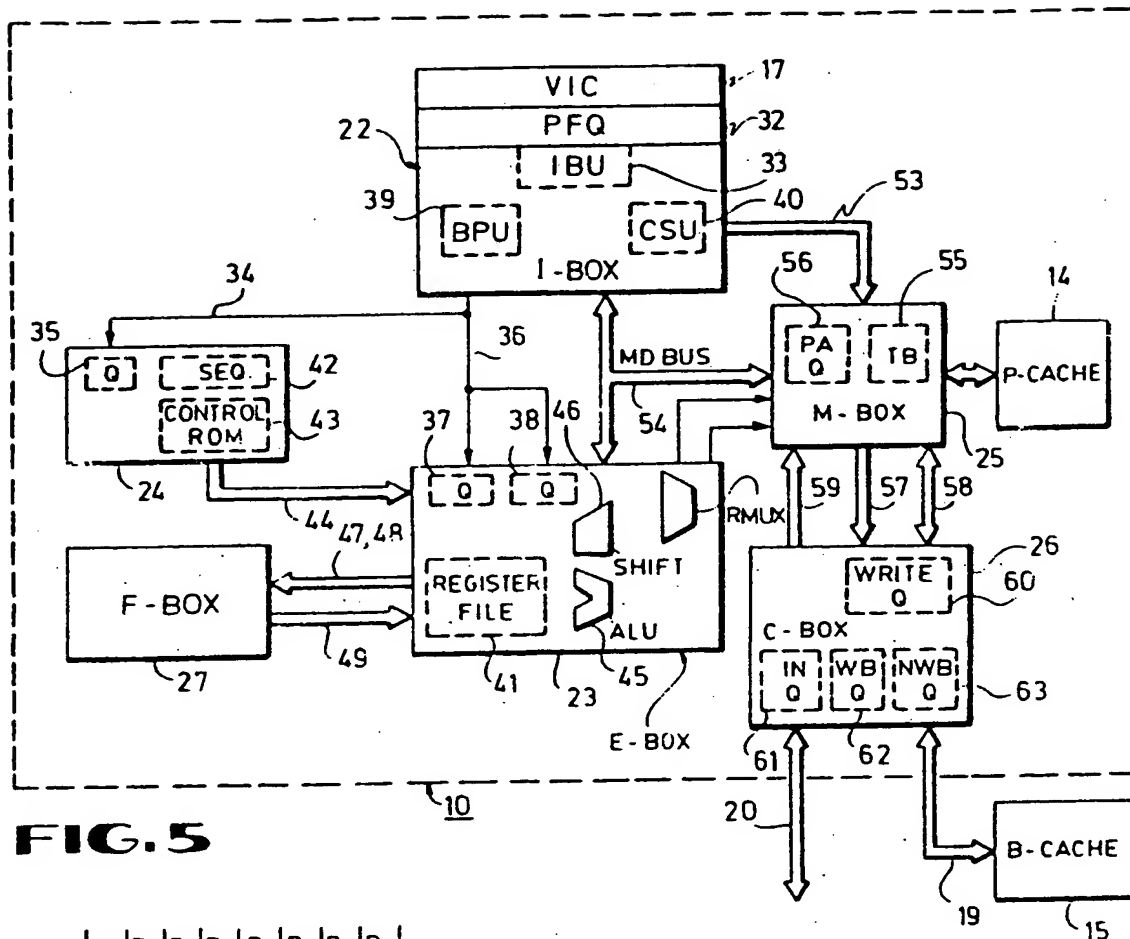 VIC
17
PFQ
32
22
IBU
33
39
BPU
40
CSU
53
I-BOX
34
56
55
14
35
36
Q
SEQ.
42
MD BUS
PA
Q
TB
P-CACHE
CONTROL
ROM
43
37
38
46
54
M-BOX
24
25
Q
Q
44
59
57
58
RMUX
47,48
SHIFT
26
F-BOX
REGISTER
FILE
WRITE
Q
60
49
ALU
C-BOX
27
41
23
45
IN
Q
WB
Q
NWB
Q
63
E-BOX
61
62
10
20
FIG.5
B-CACHE
19
15